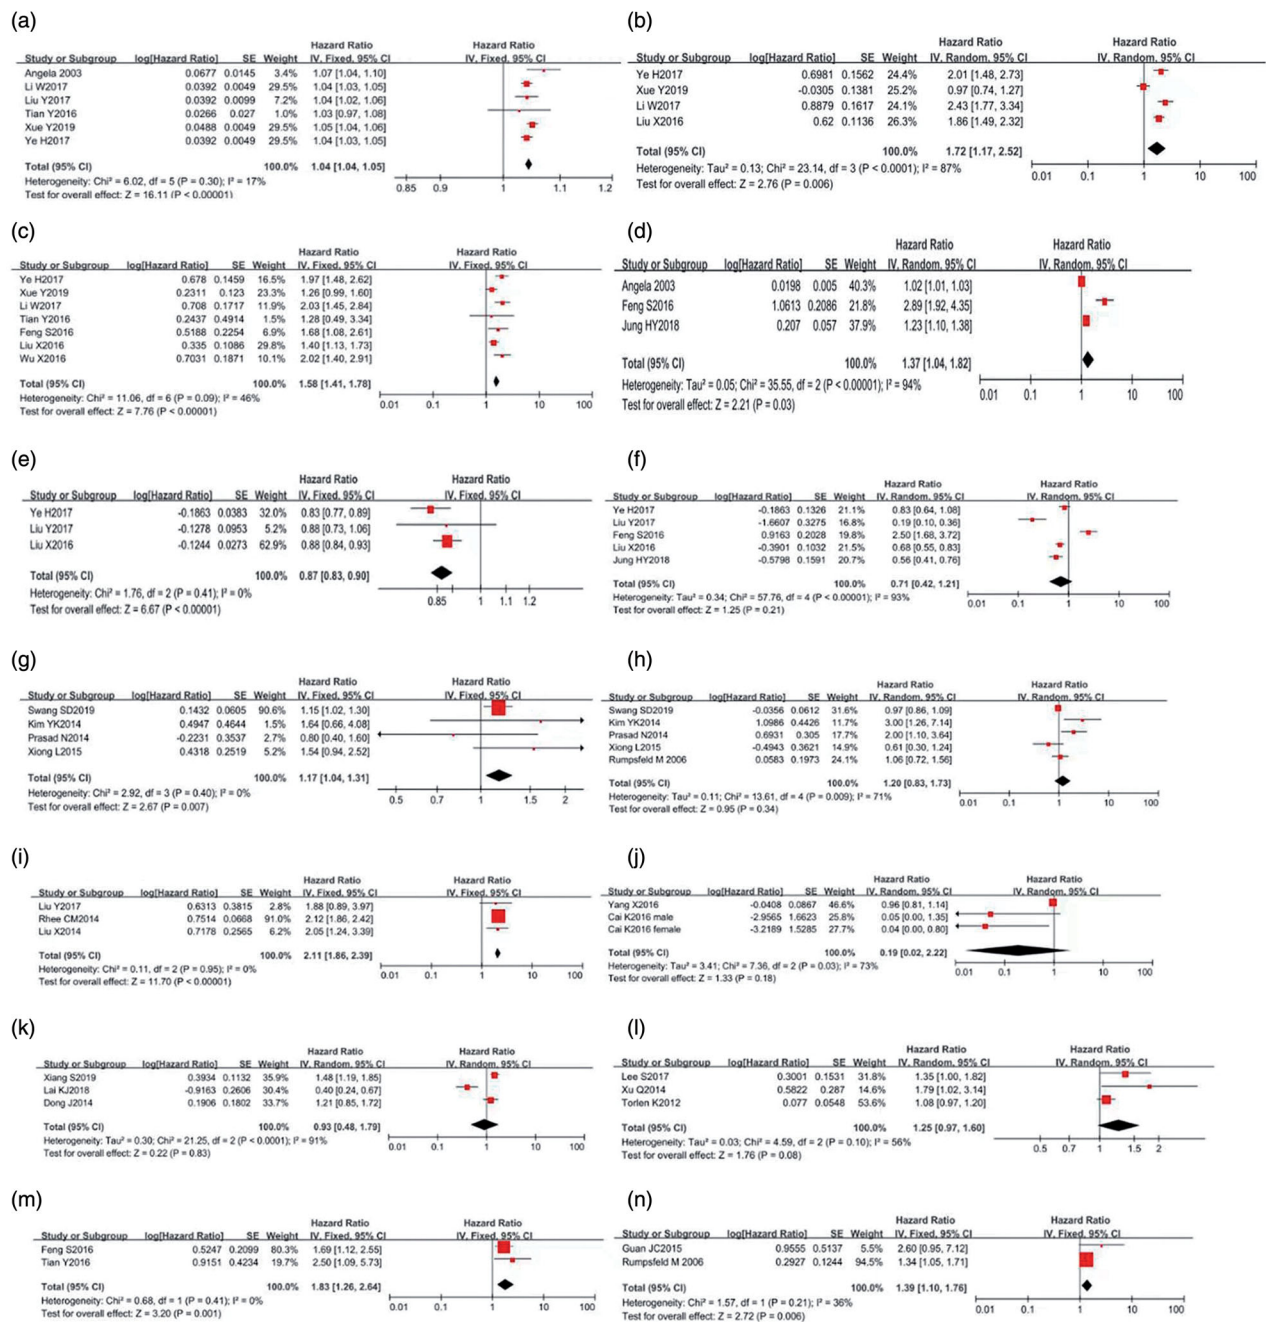 (a)
Hazard Ratio Hazard Ratio
Study or Subgroup log[Hazard Ratio] SE Weight IV, Fixed, 95% CI IV, Fixed, 95% CI
Angela 2003 0.0677 0.0145 3.4% 1.07 [1.04, 1.10]
Li W2017 0.0392 0.0049 29.5% 1.04 [1.03, 1.05]
Liu Y2017 0.0392 0.0099 7.2% 1.04 [1.02, 1.06]
Tian Y2016 0.0266 0.027 1.0% 1.03 [0.97, 1.08]
Xue Y2019 0.0488 0.0049 29.5% 1.05 [1.04, 1.06]
Ye H2017 0.0392 0.0049 29.5% 1.04 [1.03, 1.05]
Total (95% CI) 100.0% 1.04 [1.04, 1.05]
Heterogeneity: Chi² = 6.02, df = 5 (P = 0.30); I² = 17%
Test for overall effect: Z = 16.11 (P < 0.00001)
0.85 0.9 1 1.1 1.2
(b)
Hazard Ratio Hazard Ratio
Study or Subgroup log[Hazard Ratio] SE Weight IV, Random, 95% CI IV, Random, 95% CI
Ye H2017 0.6981 0.1562 24.4% 2.01 [1.48, 2.73]
Xue Y2019 -0.0305 0.1381 25.2% 0.97 [0.74, 1.27]
Li W2017 0.8879 0.1617 24.1% 2.43 [1.77, 3.34]
Liu X2016 0.62 0.1136 26.3% 1.86 [1.49, 2.32]
Total (95% CI) 100.0% 1.72 [1.17, 2.52]
Heterogeneity: Tau² = 0.13; Chi² = 23.14, df = 3 (P < 0.0001); I² = 87%
Test for overall effect: Z = 2.76 (P = 0.006)
0.01 0.1 1 10 100
(c)
Hazard Ratio Hazard Ratio
Study or Subgroup log[Hazard Ratio] SE Weight IV, Fixed, 95% CI IV, Fixed, 95% CI
Ye H2017 0.678 0.1459 16.5% 1.97 [1.48, 2.62]
Xue Y2019 0.2311 0.123 23.3% 1.26 [0.99, 1.60]
Li W2017 0.708 0.1717 11.9% 2.03 [1.45, 2.84]
Tian Y2016 0.2437 0.4914 1.5% 1.28 [0.49, 3.34]
Feng S2016 0.5188 0.2254 6.9% 1.68 [1.08, 2.61]
Liu X2016 0.335 0.1086 29.8% 1.40 [1.13, 1.73]
Wu X2016 0.7031 0.1871 10.1% 2.02 [1.40, 2.91]
Total (95% CI) 100.0% 1.58 [1.41, 1.78]
Heterogeneity: Chi² = 11.06, df = 6 (P = 0.09); I² = 46%
Test for overall effect: Z = 7.76 (P < 0.00001)
0.01 0.1 1 10 100
(d)
Hazard Ratio Hazard Ratio
Study or Subgroup log[Hazard Ratio] SE Weight IV, Random, 95% CI IV, Random, 95% CI
Angela 2003 0.0198 0.005 40.3% 1.02 [1.01, 1.03]
Feng S2016 1.0613 0.2086 21.8% 2.89 [1.92, 4.35]
Jung HY2018 0.207 0.057 37.9% 1.23 [1.10, 1.38]
Total (95% CI) 100.0% 1.37 [1.04, 1.82]
Heterogeneity: Tau² = 0.05; Chi² = 35.55, df = 2 (P < 0.00001); I² = 94%
Test for overall effect: Z = 2.21 (P = 0.03)
0.01 0.1 1 10 100
(e)
Hazard Ratio Hazard Ratio
Study or Subgroup log[Hazard Ratio] SE Weight IV, Fixed, 95% CI IV, Fixed, 95% CI
Ye H2017 -0.1863 0.0383 32.0% 0.83 [0.77, 0.89]
Liu Y2017 -0.1278 0.0953 5.2% 0.88 [0.73, 1.06]
Liu X2016 -0.1244 0.0273 62.9% 0.88 [0.84, 0.93]
Total (95% CI) 100.0% 0.87 [0.83, 0.90]
Heterogeneity: Chi² = 1.76, df = 2 (P = 0.41); I² = 0%
Test for overall effect: Z = 6.67 (P < 0.00001)
0.85 1 1.1 1.2
(f)
Hazard Ratio Hazard Ratio
Study or Subgroup log[Hazard Ratio] SE Weight IV, Random, 95% CI IV, Random, 95% CI
Ye H2017 -0.1863 0.1326 21.1% 0.83 [0.64, 1.08]
Liu Y2017 -1.6607 0.3275 16.8% 0.19 [0.10, 0.36]
Feng S2016 0.9163 0.2028 19.8% 2.50 [1.68, 3.72]
Liu X2016 -0.3901 0.1032 21.5% 0.68 [0.55, 0.83]
Jung HY2018 -0.5798 0.1591 20.7% 0.56 [0.41, 0.76]
Total (95% CI) 100.0% 0.71 [0.42, 1.21]
Heterogeneity: Tau² = 0.34; Chi² = 57.76, df = 4 (P < 0.00001); I² = 93%
Test for overall effect: Z = 1.25 (P = 0.21)
0.01 0.1 1 10 100
(g)
Hazard Ratio Hazard Ratio
Study or Subgroup log[Hazard Ratio] SE Weight IV, Fixed, 95% CI IV, Fixed, 95% CI
Swang SD2019 0.1432 0.0605 90.6% 1.15 [1.02, 1.30]
Kim YK2014 0.4947 0.4644 1.5% 1.64 [0.66, 4.08]
Prasad N2014 -0.2231 0.3537 2.7% 0.80 [0.40, 1.60]
Xiong L2015 0.4318 0.2519 5.2% 1.54 [0.94, 2.52]
Total (95% CI) 100.0% 1.17 [1.04, 1.31]
Heterogeneity: Chi² = 2.92, df = 3 (P = 0.40); I² = 0%
Test for overall effect: Z = 2.67 (P = 0.007)
0.5 0.7 1 1.5 2
(h)
Hazard Ratio Hazard Ratio
Study or Subgroup log[Hazard Ratio] SE Weight IV, Random, 95% CI IV, Random, 95% CI
Swang SD2019 -0.0356 0.0612 31.6% 0.97 [0.86, 1.09]
Kim YK2014 1.0986 0.4426 11.7% 3.00 [1.26, 7.14]
Prasad N2014 0.6931 0.305 17.7% 2.00 [1.10, 3.64]
Xiong L2015 -0.4943 0.3621 14.9% 0.61 [0.30, 1.24]
Rumpsfeld M 2006 0.0583 0.1973 24.1% 1.06 [0.72, 1.56]
Total (95% CI) 100.0% 1.20 [0.83, 1.73]
Heterogeneity: Tau² = 0.11; Chi² = 13.61, df = 4 (P = 0.009); I² = 71%
Test for overall effect: Z = 0.95 (P = 0.34)
0.01 0.1 1 10 100
(i)
Hazard Ratio Hazard Ratio
Study or Subgroup log[Hazard Ratio] SE Weight IV, Fixed, 95% CI IV, Fixed, 95% CI
Liu Y2017 0.6313 0.3815 2.8% 1.88 [0.89, 3.97]
Rhee CM2014 0.7514 0.0668 91.0% 2.12 [1.86, 2.42]
Liu X2014 0.7178 0.2565 6.2% 2.05 [1.24, 3.39]
Total (95% CI) 100.0% 2.11 [1.86, 2.39]
Heterogeneity: Chi² = 0.11, df = 2 (P = 0.95); I² = 0%
Test for overall effect: Z = 11.70 (P < 0.00001)
0.01 0.1 1 10 100
(j)
Hazard Ratio Hazard Ratio
Study or Subgroup log[Hazard Ratio] SE Weight IV, Random, 95% CI IV, Random, 95% CI
Yang X2016 -0.0408 0.0867 46.6% 0.96 [0.81, 1.14]
Cai K2016 male -2.9565 1.6623 25.8% 0.05 [0.00, 1.35]
Cai K2016 female -3.2189 1.5285 27.7% 0.04 [0.00, 0.80]
Total (95% CI) 100.0% 0.19 [0.02, 2.22]
Heterogeneity: Tau² = 3.41; Chi² = 7.36, df = 2 (P = 0.03); I² = 73%
Test for overall effect: Z = 1.33 (P = 0.18)
0.01 0.1 1 10 100
(k)
Hazard Ratio Hazard Ratio
Study or Subgroup log[Hazard Ratio] SE Weight IV, Random, 95% CI IV, Random, 95% CI
Xiang S2019 0.3934 0.1132 35.9% 1.48 [1.19, 1.85]
Lai KJ2018 -0.9163 0.2606 30.4% 0.40 [0.24, 0.67]
Dong J2014 0.1906 0.1802 33.7% 1.21 [0.85, 1.72]
Total (95% CI) 100.0% 0.93 [0.48, 1.79]
Heterogeneity: Tau² = 0.30; Chi² = 21.25, df = 2 (P < 0.0001); I² = 91%
Test for overall effect: Z = 0.22 (P = 0.83)
0.01 0.1 1 10 100
(l)
Hazard Ratio Hazard Ratio
Study or Subgroup log[Hazard Ratio] SE Weight IV, Random, 95% CI IV, Random, 95% CI
Lee S2017 0.3001 0.1531 31.8% 1.35 [1.00, 1.82]
Xu Q2014 0.5822 0.287 14.6% 1.79 [1.02, 3.14]
Torlen K2012 0.077 0.0548 53.6% 1.08 [0.97, 1.20]
Total (95% CI) 100.0% 1.25 [0.97, 1.60]
Heterogeneity: Tau² = 0.03; Chi² = 4.59, df = 2 (P = 0.10); I² = 56%
Test for overall effect: Z = 1.76 (P = 0.08)
0.5 0.7 1 1.5 2
(m)
Hazard Ratio Hazard Ratio
Study or Subgroup log[Hazard Ratio] SE Weight IV, Fixed, 95% CI IV, Fixed, 95% CI
Feng S2016 0.5247 0.2099 80.3% 1.69 [1.12, 2.55]
Tian Y2016 0.9151 0.4234 19.7% 2.50 [1.09, 5.73]
Total (95% CI) 100.0% 1.83 [1.26, 2.64]
Heterogeneity: Chi² = 0.68, df = 1 (P = 0.41); I² = 0%
Test for overall effect: Z = 3.20 (P = 0.001)
0.01 0.1 1 10 100
(n)
Hazard Ratio Hazard Ratio
Study or Subgroup log[Hazard Ratio] SE Weight IV, Fixed, 95% CI IV, Fixed, 95% CI
Guan JC2015 0.9555 0.5137 5.5% 2.60 [0.95, 7.12]
Rumpsfeld M 2006 0.2927 0.1244 94.5% 1.34 [1.05, 1.71]
Total (95% CI) 100.0% 1.39 [1.10, 1.76]
Heterogeneity: Chi² = 1.57, df = 1 (P = 0.21); I² = 36%
Test for overall effect: Z = 2.72 (P = 0.006)
0.01 0.1 1 10 100